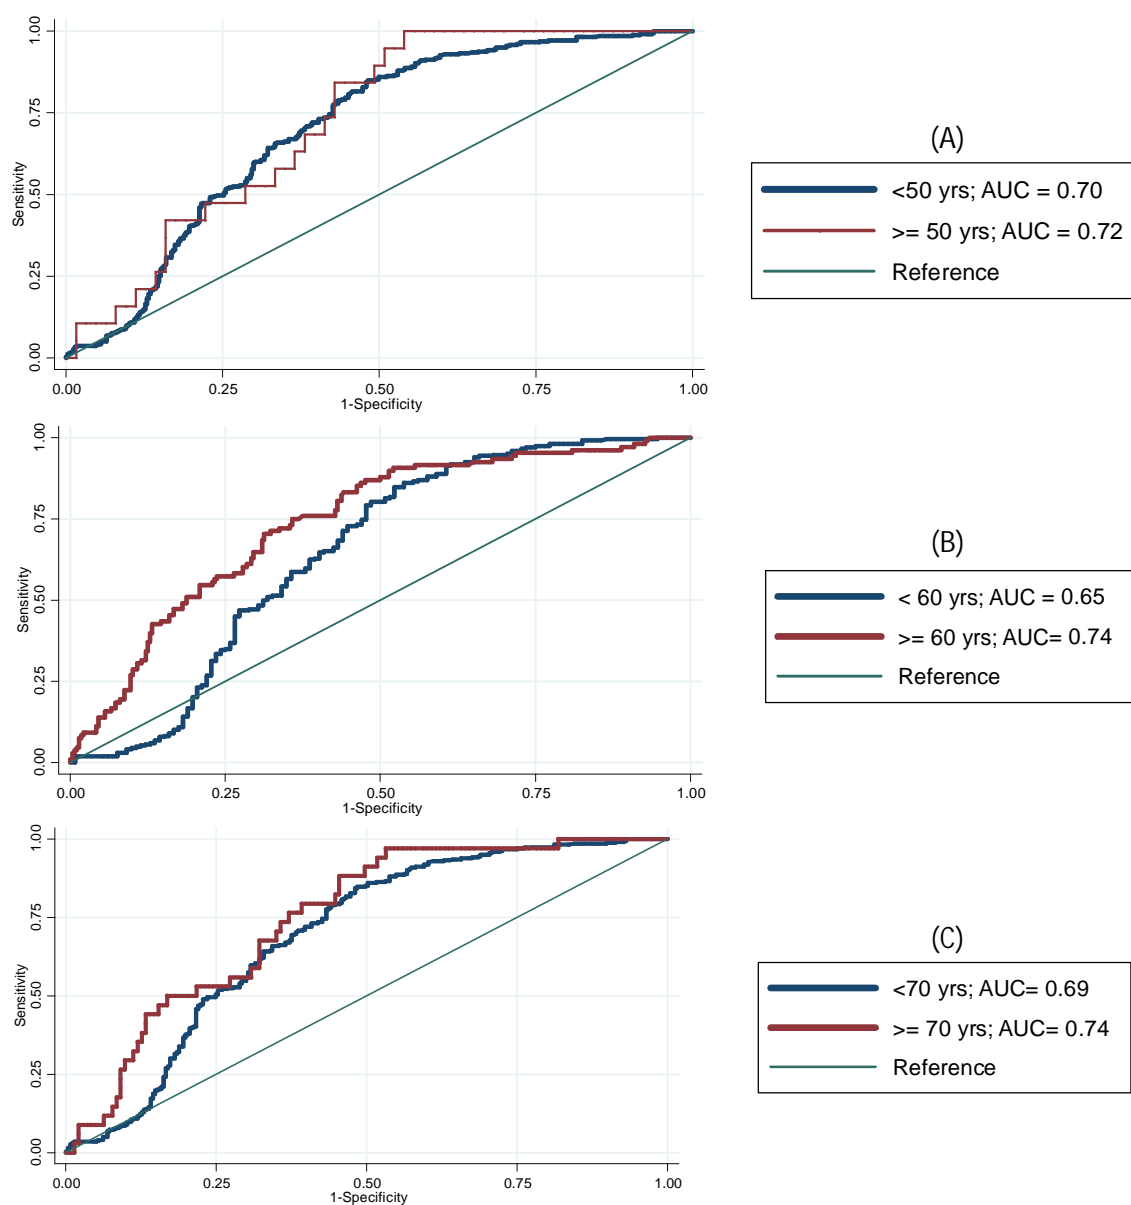 1.00
0.75
0.50
0.25
0.00
Sensitivity
0.00 0.25 0.50 0.75 1.00
1-Specificity
(A)
<50 yrs; AUC = 0.70
>= 50 yrs; AUC = 0.72
Reference
1.00
0.75
0.50
0.25
0.00
Sensitivity
0.00 0.25 0.50 0.75 1.00
1-Specificity
(B)
< 60 yrs; AUC = 0.65
>= 60 yrs; AUC= 0.74
Reference
1.00
0.75
0.50
0.25
0.00
Sensitivity
0.00 0.25 0.50 0.75 1.00
1-Specificity
(C)
<70 yrs; AUC= 0.69
>= 70 yrs; AUC= 0.74
Reference